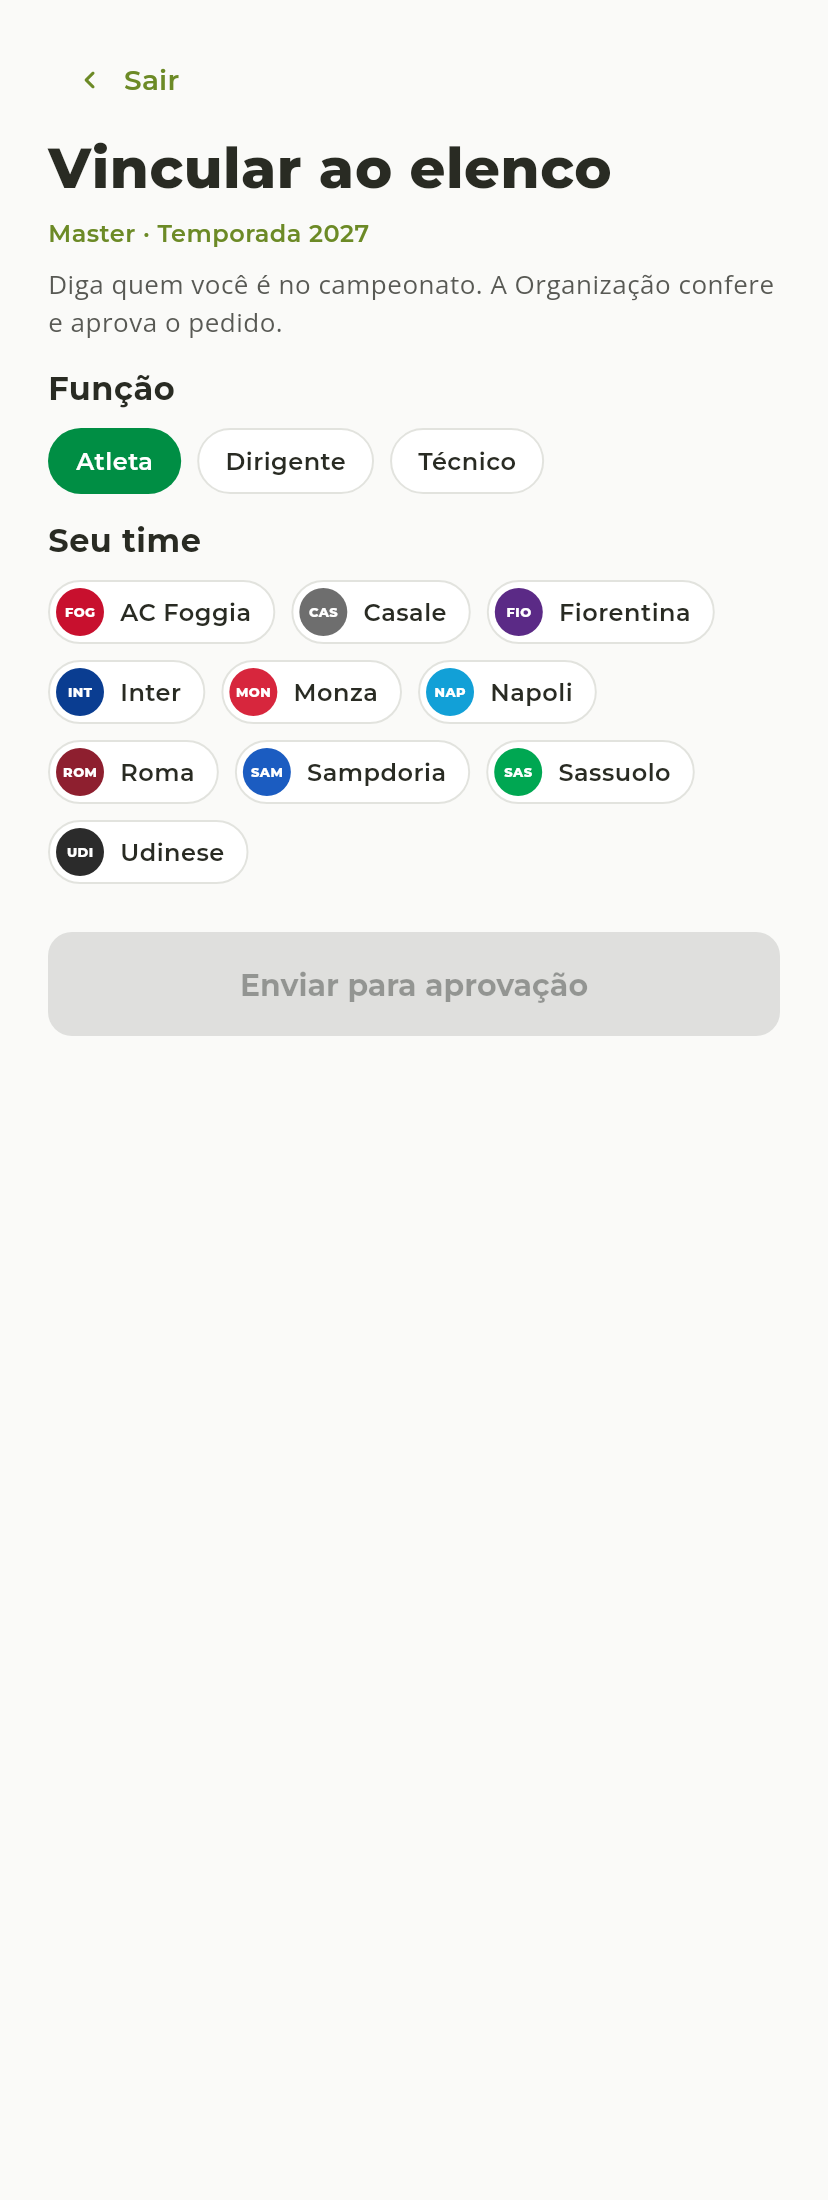 Sair
Vincular ao elenco
Master · Temporada 2027
Diga quem você é no campeonato. A Organização confere
e aprova o pedido.
Função
Atleta Dirigente Técnico
Seu time
FOG AC Foggia CAS Casale FIO Fiorentina
INT Inter MON Monza NAP Napoli
ROM Roma SAM Sampdoria SAS Sassuolo
UDI Udinese
Enviar para aprovação